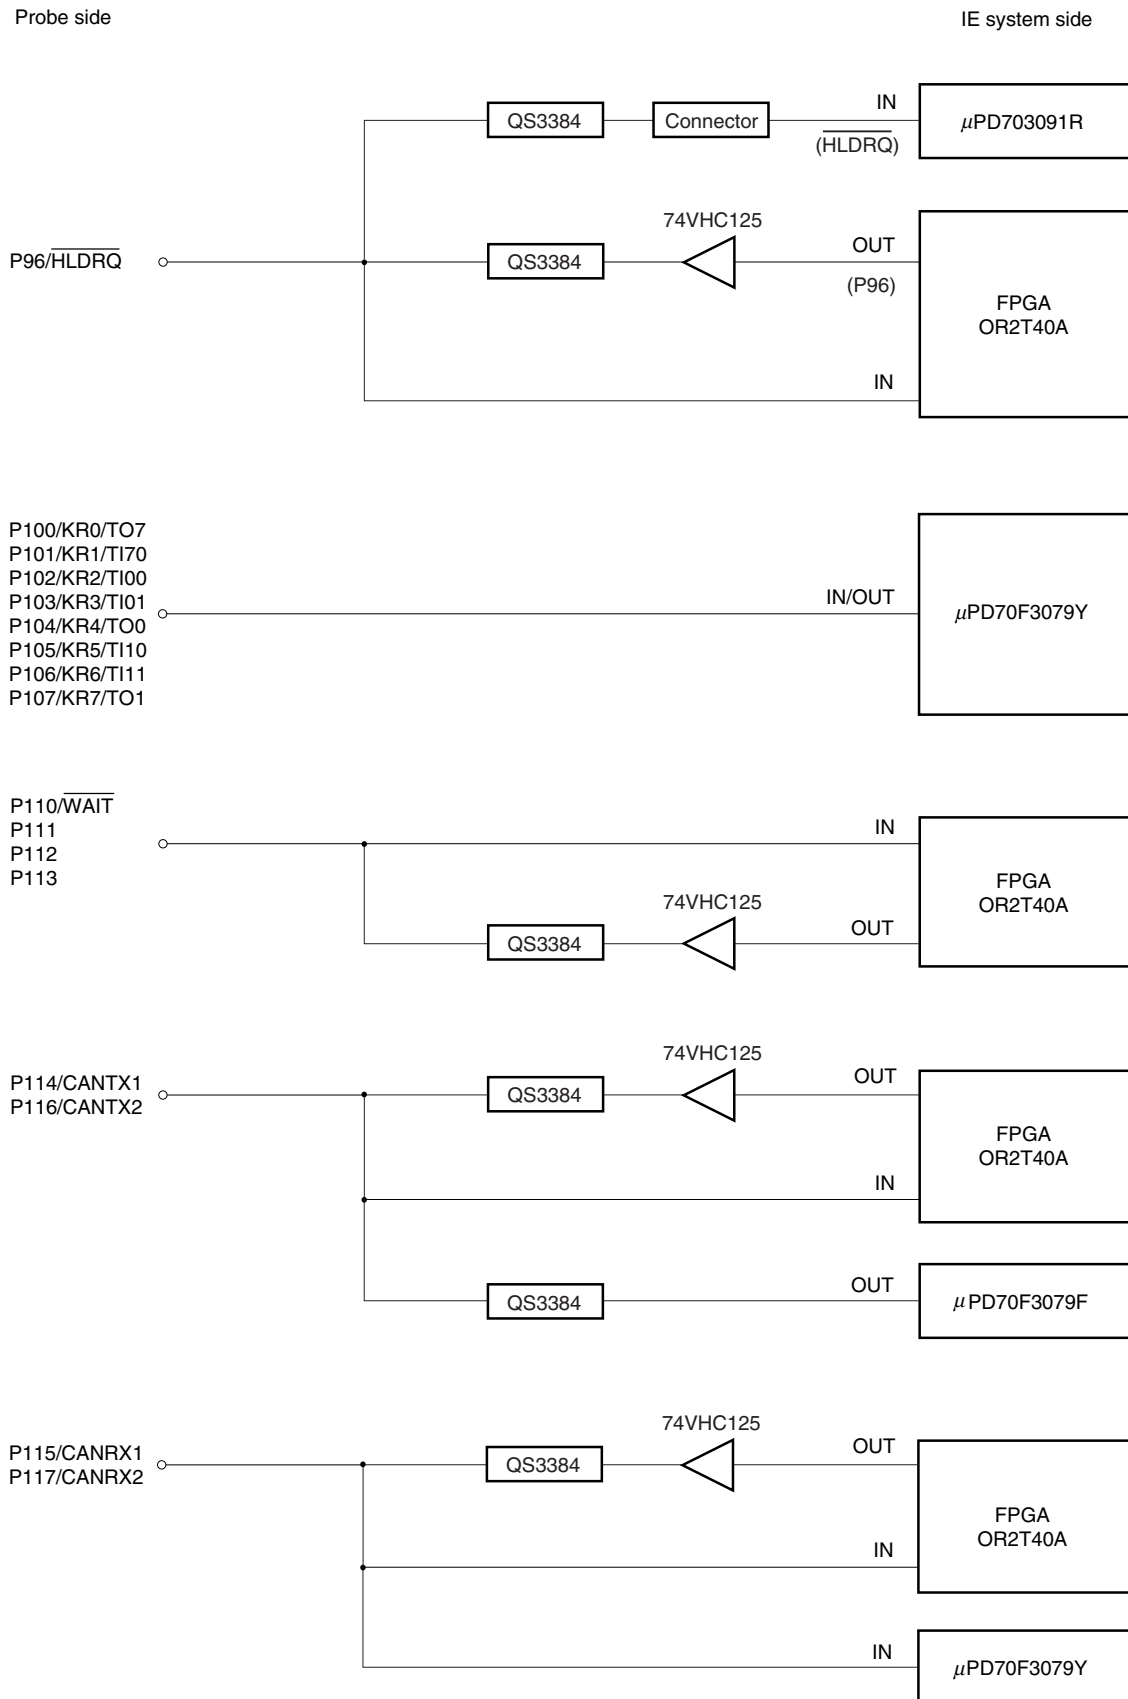 Probe side
IE system side
QS3384
Connector
IN
(HLDRQ)
μPD703091R
P96/HLDRQ
QS3384
74VHC125
OUT
(P96)
IN
FPGA
OR2T40A
P100/KR0/TO7
P101/KR1/TI70
P102/KR2/TI00
P103/KR3/TI01
P104/KR4/TO0
P105/KR5/TI10
P106/KR6/TI11
P107/KR7/TO1
IN/OUT
μPD70F3079Y
P110/WAIT
P111
P112
P113
IN
74VHC125
QS3384
OUT
FPGA
OR2T40A
P114/CANTX1
P116/CANTX2
74VHC125
QS3384
OUT
IN
FPGA
OR2T40A
QS3384
OUT
μPD70F3079F
P115/CANRX1
P117/CANRX2
74VHC125
QS3384
OUT
IN
FPGA
OR2T40A
IN
μPD70F3079Y